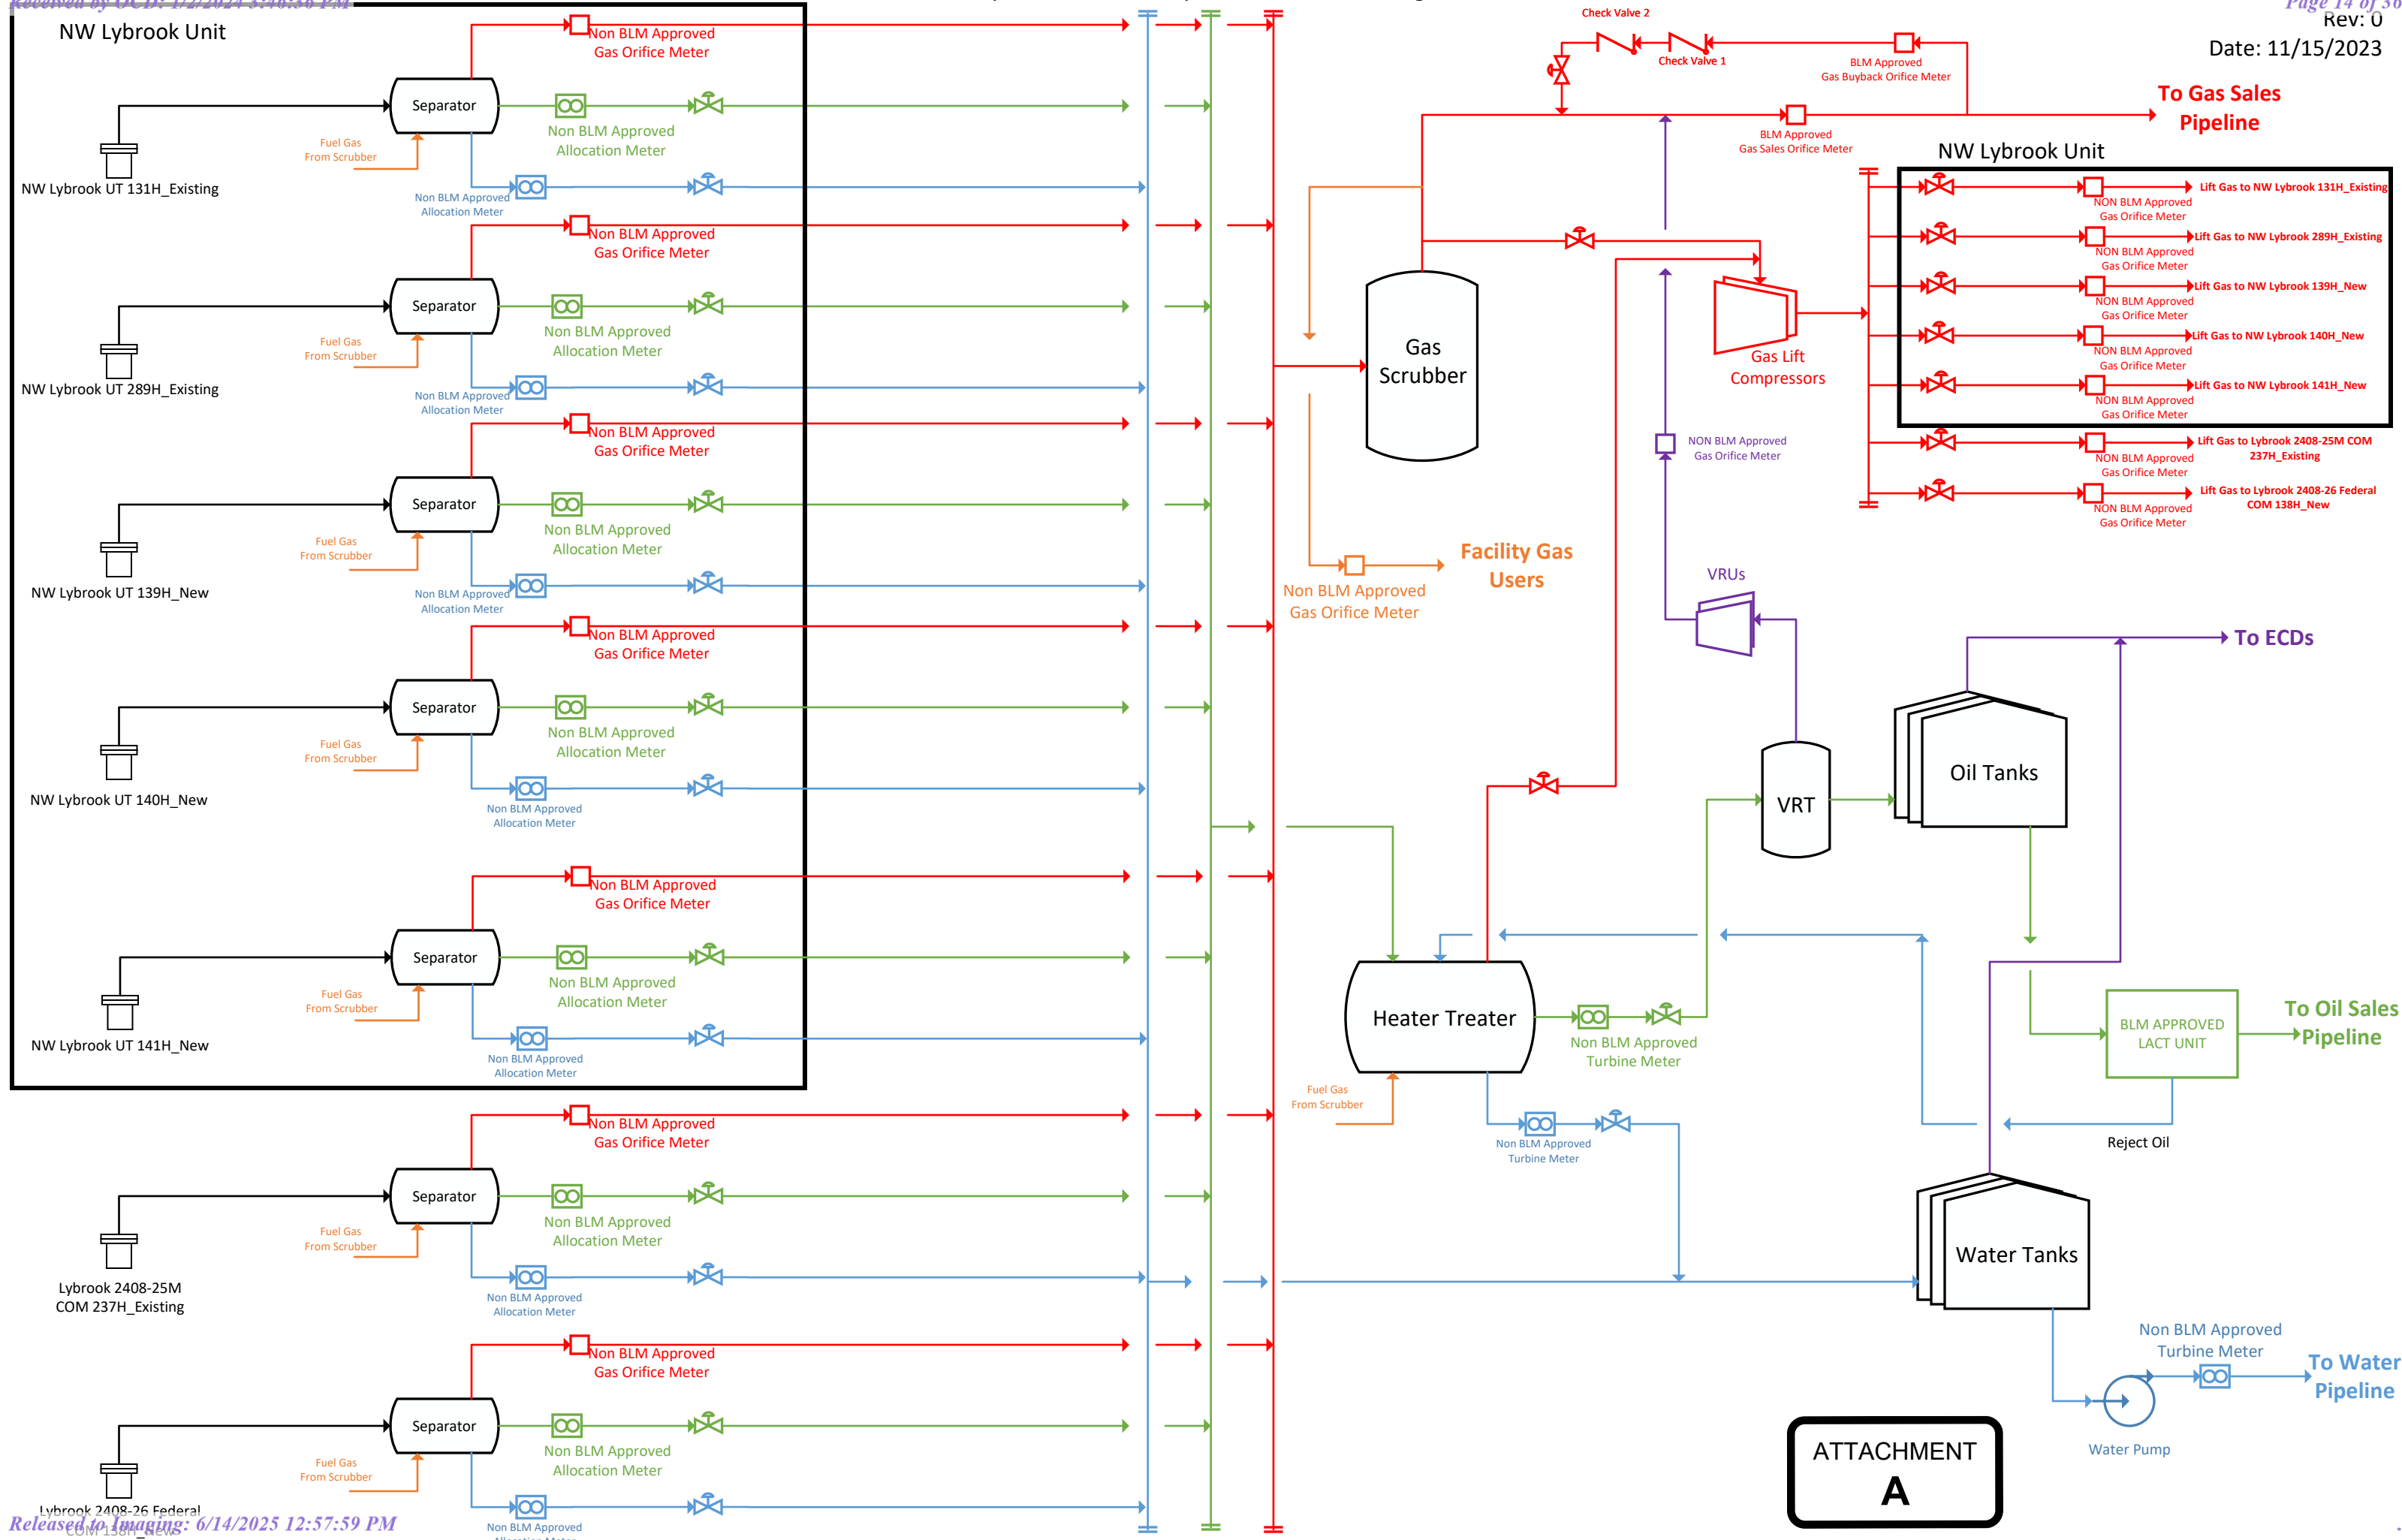 Received by OCD: 1/2/2024 3:46:36 PM
Page 14 of 36
Rev: 0
Date: 11/15/2023
NW Lybrook Unit
Non BLM Approved
Gas Orifice Meter
Separator
Non BLM Approved
Allocation Meter
Fuel Gas
From Scrubber
Non BLM Approved
Allocation Meter
NW Lybrook UT 131H_Existing
Non BLM Approved
Gas Orifice Meter
Separator
Non BLM Approved
Allocation Meter
Fuel Gas
From Scrubber
Non BLM Approved
Allocation Meter
NW Lybrook UT 289H_Existing
Non BLM Approved
Gas Orifice Meter
Separator
Non BLM Approved
Allocation Meter
Fuel Gas
From Scrubber
Non BLM Approved
Allocation Meter
NW Lybrook UT 139H_New
Non BLM Approved
Gas Orifice Meter
Separator
Non BLM Approved
Allocation Meter
Fuel Gas
From Scrubber
Non BLM Approved
Allocation Meter
NW Lybrook UT 140H_New
Non BLM Approved
Gas Orifice Meter
Separator
Non BLM Approved
Allocation Meter
Fuel Gas
From Scrubber
Non BLM Approved
Allocation Meter
NW Lybrook UT 141H_New
Non BLM Approved
Gas Orifice Meter
Separator
Non BLM Approved
Allocation Meter
Fuel Gas
From Scrubber
Non BLM Approved
Allocation Meter
Lybrook 2408-25M
COM 237H_Existing
Non BLM Approved
Gas Orifice Meter
Separator
Non BLM Approved
Allocation Meter
Fuel Gas
From Scrubber
Non BLM Approved
Allocation Meter
Lybrook 2408-26 Federal
COM 138H_New
Check Valve 2
Check Valve 1
BLM Approved
Gas Buyback Orifice Meter
To Gas Sales
Pipeline
BLM Approved
Gas Sales Orifice Meter
NW Lybrook Unit
Lift Gas to NW Lybrook 131H_Existing
NON BLM Approved
Gas Orifice Meter
Lift Gas to NW Lybrook 289H_Existing
NON BLM Approved
Gas Orifice Meter
Lift Gas to NW Lybrook 139H_New
NON BLM Approved
Gas Orifice Meter
Lift Gas to NW Lybrook 140H_New
NON BLM Approved
Gas Orifice Meter
Lift Gas to NW Lybrook 141H_New
NON BLM Approved
Gas Orifice Meter
Lift Gas to Lybrook 2408-25M COM
237H_Existing
NON BLM Approved
Gas Orifice Meter
Lift Gas to Lybrook 2408-26 Federal
COM 138H_New
NON BLM Approved
Gas Orifice Meter
Gas
Scrubber
Gas Lift
Compressors
NON BLM Approved
Gas Orifice Meter
Facility Gas
Users
Non BLM Approved
Gas Orifice Meter
VRUs
To ECDs
VRT
Oil Tanks
Heater Treater
Non BLM Approved
Turbine Meter
Fuel Gas
From Scrubber
Non BLM Approved
Turbine Meter
BLM APPROVED
LACT UNIT
To Oil Sales
Pipeline
Reject Oil
Water Tanks
Non BLM Approved
Turbine Meter
To Water
Pipeline
Water Pump
ATTACHMENT
A
Released to Imaging: 6/14/2025 12:57:59 PM